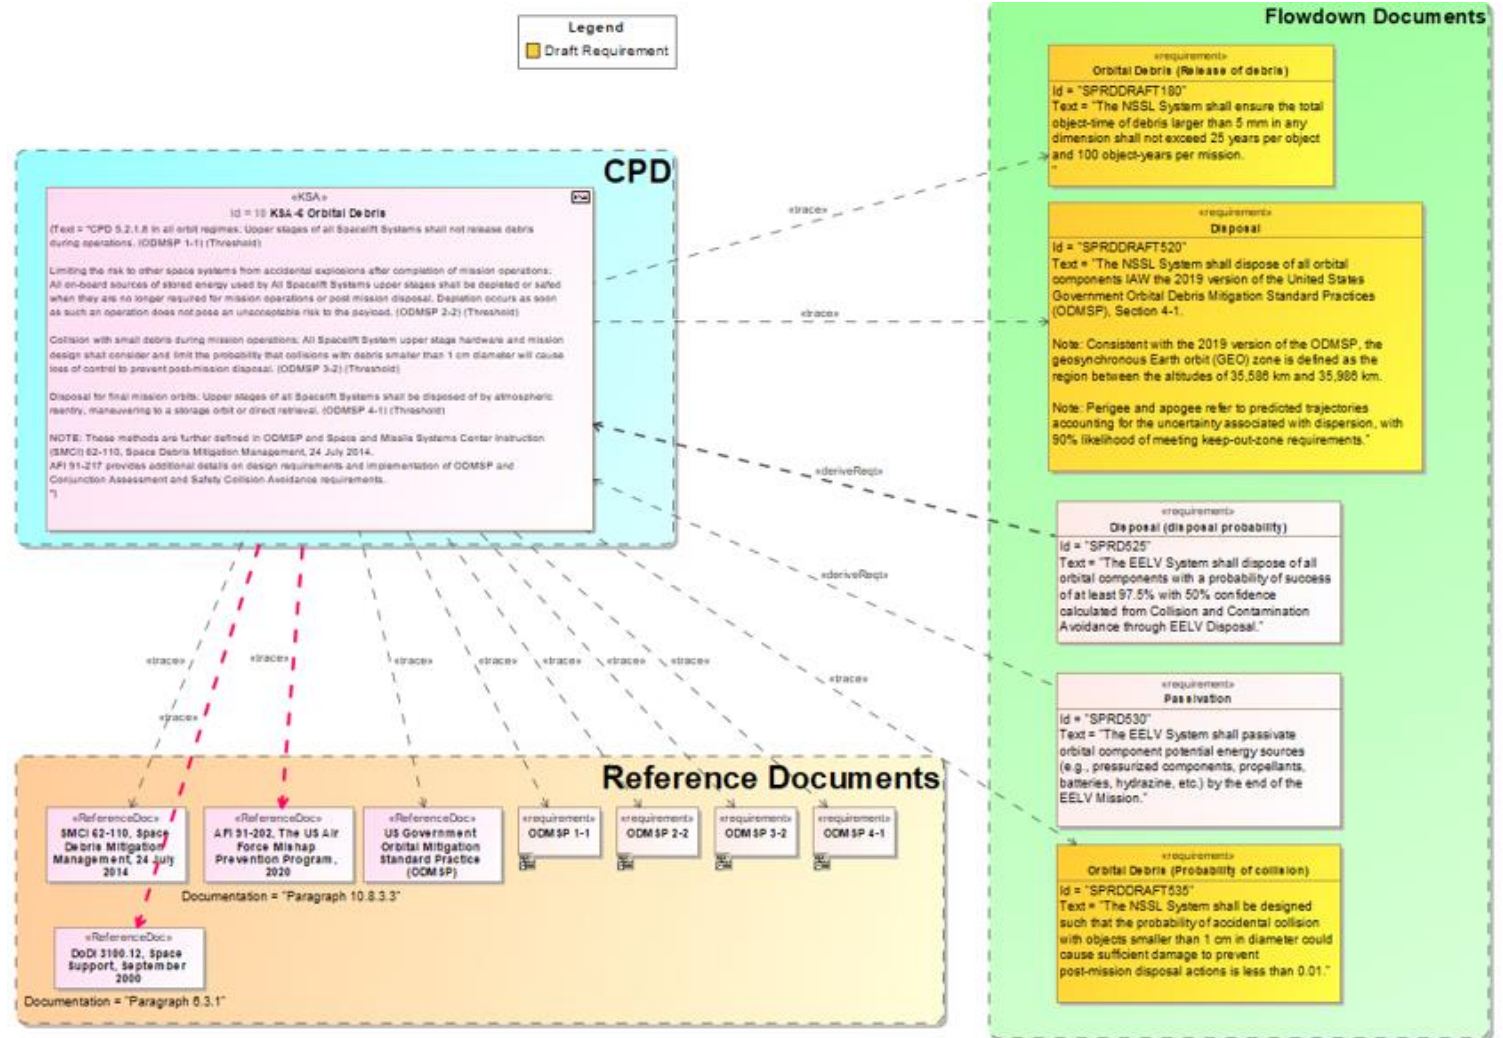 Legend
Draft Requirement
CPD
«KSA»
Id = 10 KSA-6 Orbital Debris
(Text = "CPD 5.2.1.6 In all orbit regimes: Upper stages of all Spacelift Systems shall not release debris
during operations. (ODMSP 1-1) (Threshold)
Limiting the risk to other space systems from accidental explosions after completion of mission operations:
All on-board sources of stored energy used by All Spacelift Systems upper stages shall be depleted or safed
when they are no longer required for mission operations or post mission disposal. Depletion occurs as soon
as such an operation does not pose an unacceptable risk to the payload. (ODMSP 2-2) (Threshold)
Collision with small debris during mission operations: All Spacelift System upper stage hardware and mission
design shall consider and limit the probability that collisions with debris smaller than 1 cm diameter will cause
loss of control to prevent post-mission disposal. (ODMSP 3-2) (Threshold)
Disposal for final mission orbits: Upper stages of all Spacelift Systems shall be disposed of by atmospheric
reentry, maneuvering to a storage orbit or direct retrieval. (ODMSP 4-1) (Threshold)
NOTE: These methods are further defined in ODMSP and Space and Missile Systems Center Instruction
(SMCI) 62-110, Space Debris Mitigation Management, 24 July 2014.
AFI 91-217 provides additional details on design requirements and implementation of ODMSP and
Conjunction Assessment and Safety Collision Avoidance requirements.
")
Flowdown Documents
«requirement»
Orbital Debris (Release of debris)
Id = "SPRDDRAFT180"
Text = "The NSSL System shall ensure the total
object-time of debris larger than 5 mm in any
dimension shall not exceed 25 years per object
and 100 object-years per mission.
"
«requirement»
Disposal
Id = "SPRDDRAFT520"
Text = "The NSSL System shall dispose of all orbital
components IAW the 2019 version of the United States
Government Orbital Debris Mitigation Standard Practices
(ODMSP), Section 4-1.
Note: Consistent with the 2019 version of the ODMSP, the
geosynchronous Earth orbit (GEO) zone is defined as the
region between the altitudes of 35,586 km and 35,986 km.
Note: Perigee and apogee refer to predicted trajectories
accounting for the uncertainty associated with dispersion, with
90% likelihood of meeting keep-out-zone requirements."
«requirement»
Disposal (disposal probability)
Id = "SPRD525"
Text = "The EELV System shall dispose of all
orbital components with a probability of success
of at least 97.5% with 50% confidence
calculated from Collision and Contamination
Avoidance through EELV Disposal."
«requirement»
Passivation
Id = "SPRD530"
Text = "The EELV System shall passivate
orbital component potential energy sources
(e.g., pressurized components, propellants,
batteries, hydrazine, etc.) by the end of the
EELV Mission."
«requirement»
Orbital Debris (Probability of collision)
Id = "SPRDDRAFT535"
Text = "The NSSL System shall be designed
such that the probability of accidental collision
with objects smaller than 1 cm in diameter could
cause sufficient damage to prevent
post-mission disposal actions is less than 0.01."
«trace»
«trace»
«deriveReqt»
«deriveReqt»
«trace»
«trace»
«trace»
«trace»
«trace»
«trace»
«trace»
«trace»
«trace»
Reference Documents
«ReferenceDoc»
SMCI 62-110, Space
Debris Mitigation
Management, 24 July
2014
«ReferenceDoc»
AFI 91-202, The US Air
Force Mishap
Prevention Program,
2020
Documentation = "Paragraph 10.8.3.3"
«ReferenceDoc»
US Government
Orbital Mitigation
Standard Practice
(ODMSP)
«requirement»
ODMSP 1-1
«requirement»
ODMSP 2-2
«requirement»
ODMSP 3-2
«requirement»
ODMSP 4-1
«ReferenceDoc»
DoDI 3100.12, Space
Support, September
2000
Documentation = "Paragraph 6.3.1"